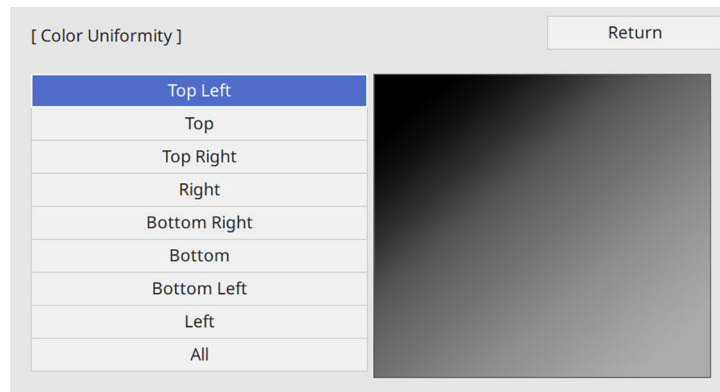 [ Color Uniformity ]
Return
Top Left
Top
Top Right
Right
Bottom Right
Bottom
Bottom Left
Left
All